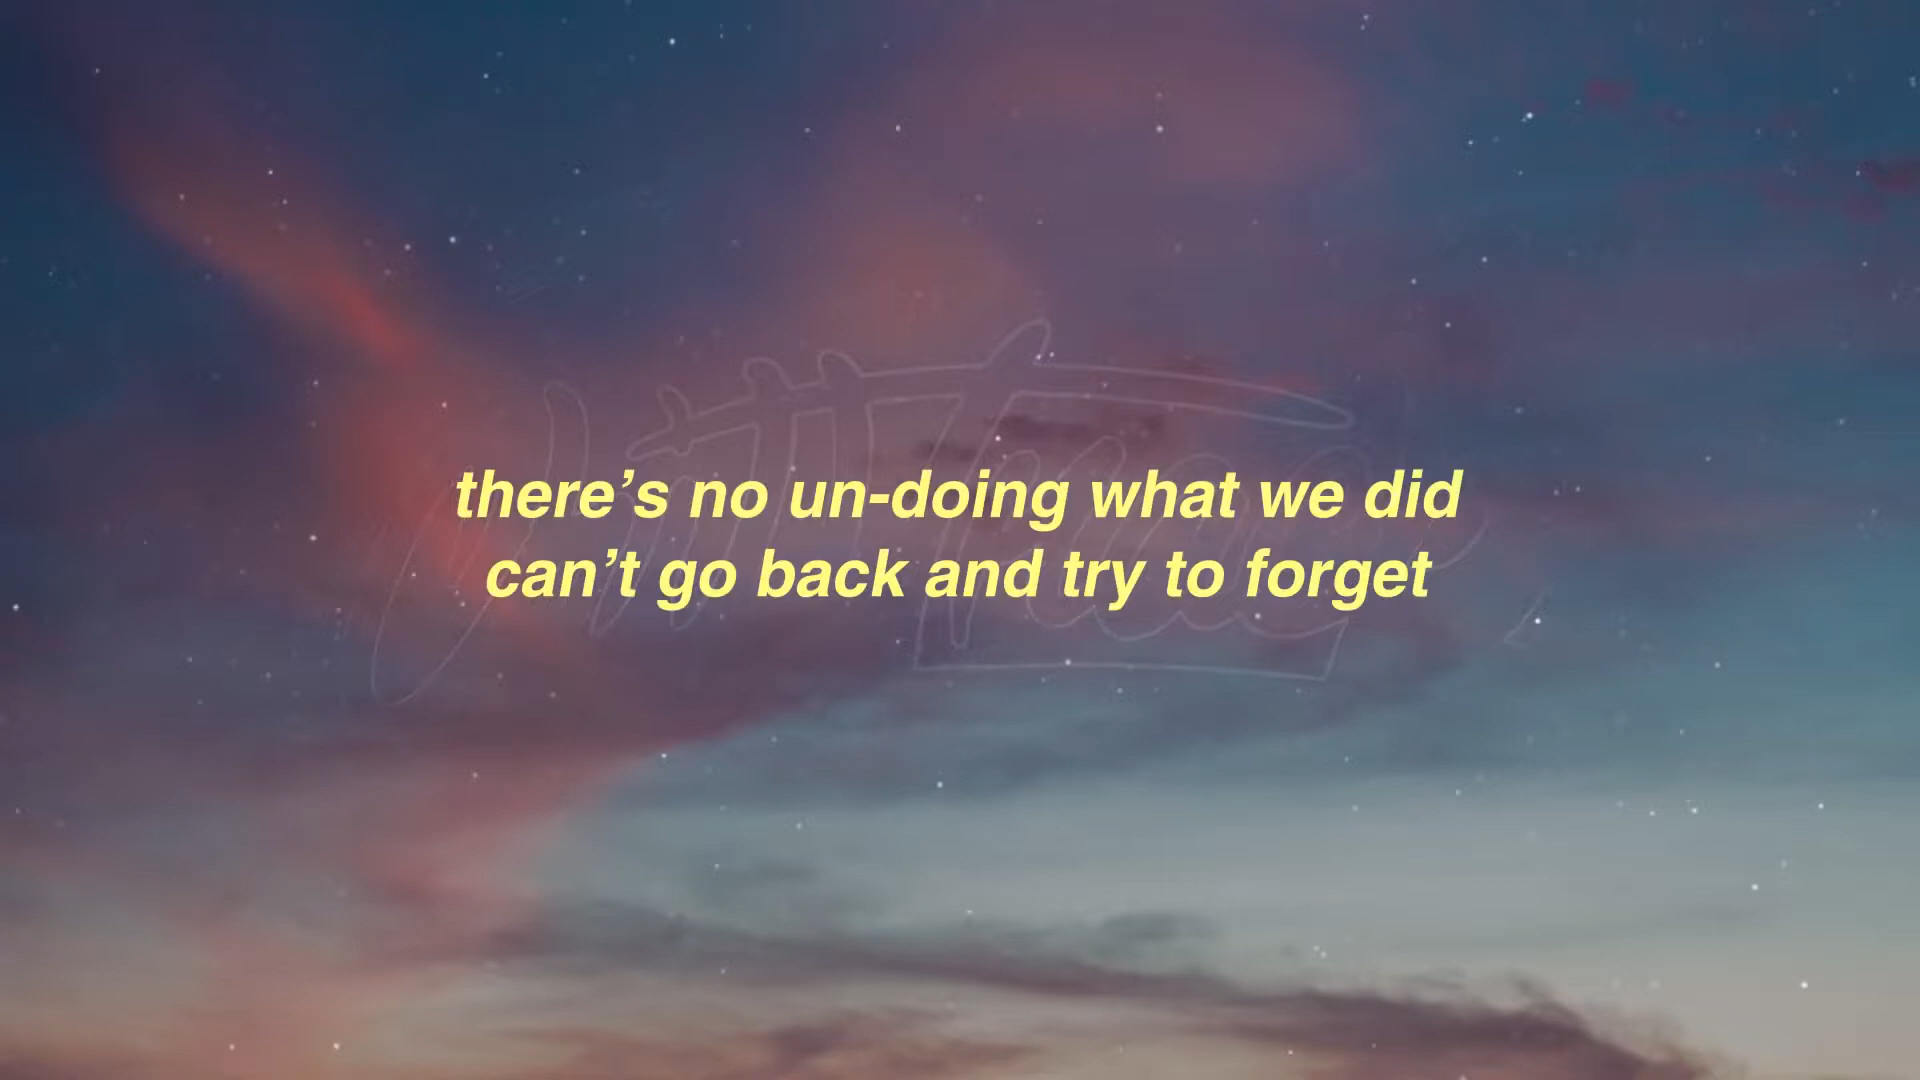 there’s no un-doing what we did
can’t go back and try to forget